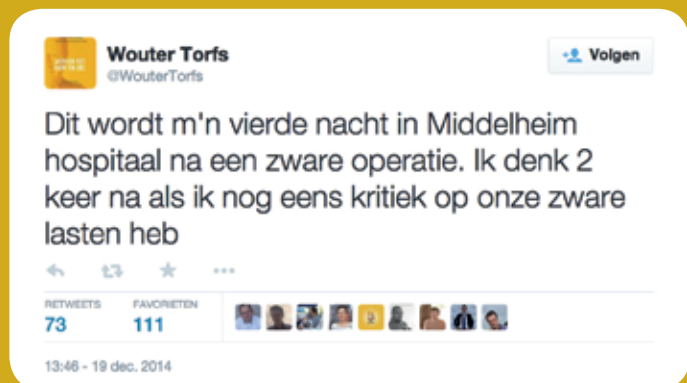 Wouter Torfs
@WouterTorfs
Volgen
Dit wordt m'n vierde nacht in Middelheim
hospitaal na een zware operatie. Ik denk 2
keer na als ik nog eens kritiek op onze zware
lasten heb
RETWEETS FAVORIETEN
73 111
13:46 - 19 dec. 2014